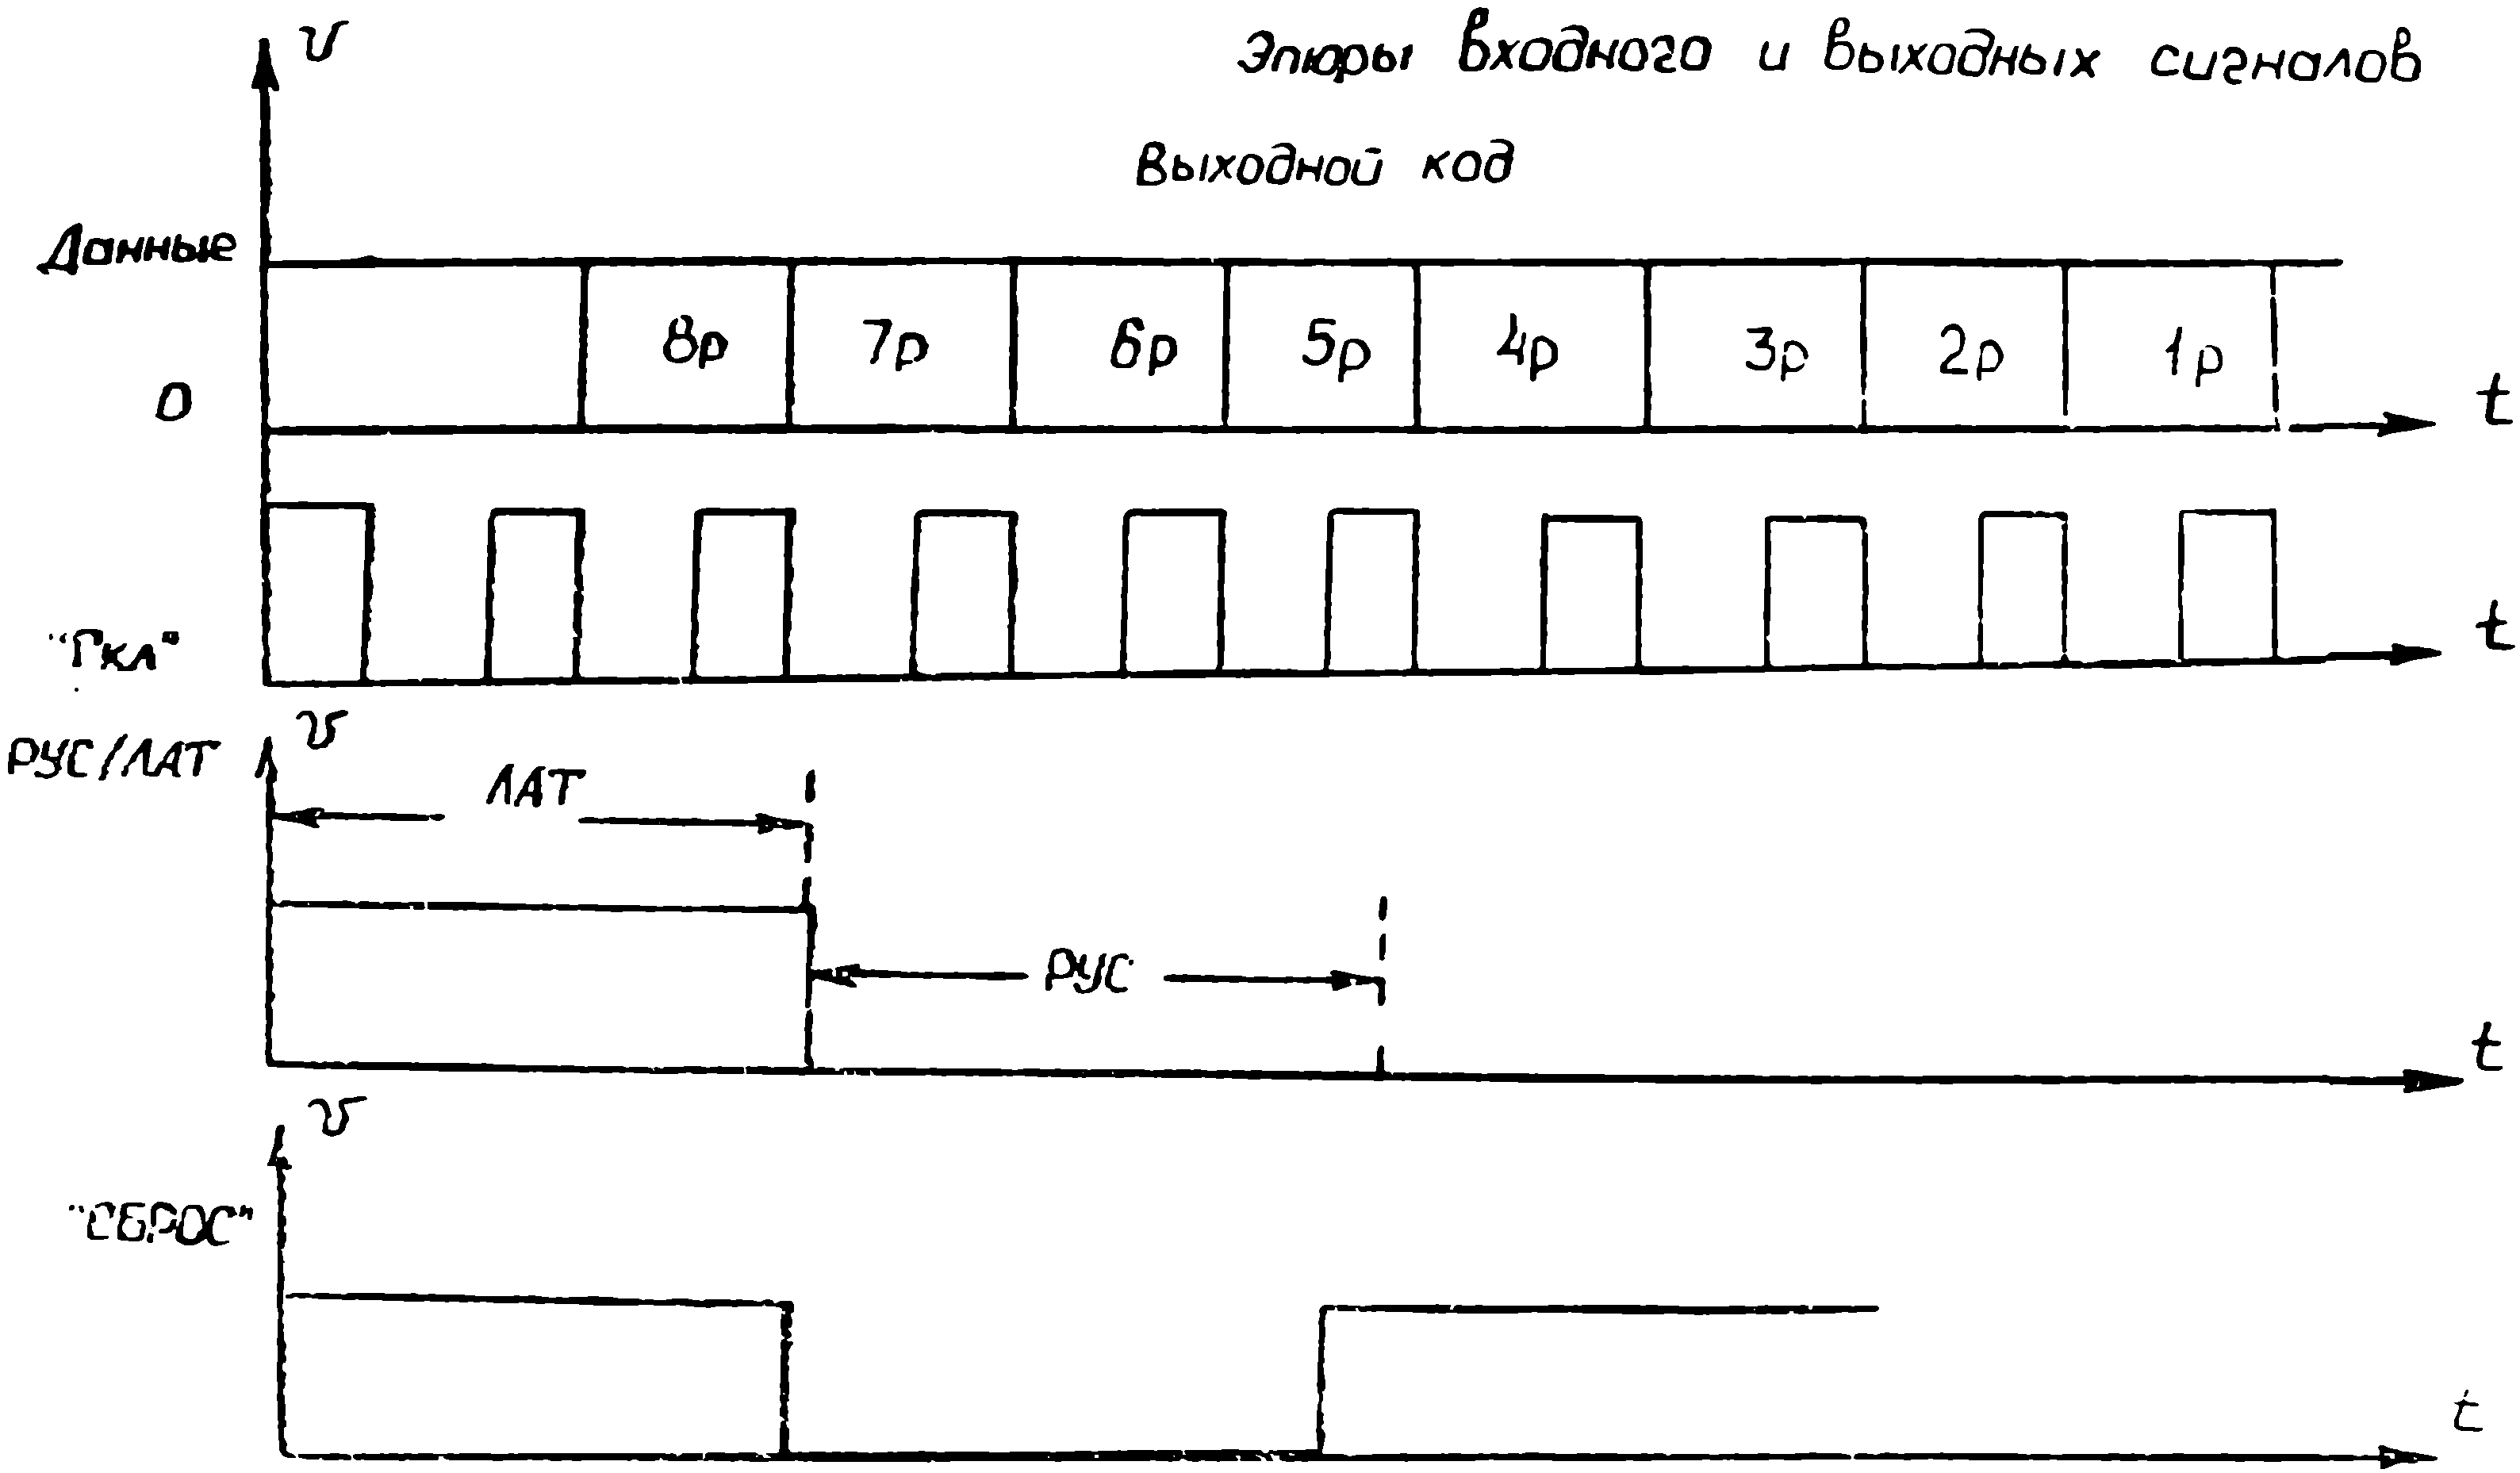 Эпюры входного и выходных сигналов
U
Выходной код
Данные
8р 7р 6р 5р 4р 3р 2р 1р
0
t
"Гкл"
t
РУС/ЛАТ
U
ЛАТ
РУС
t
U
"СБРОС"
t